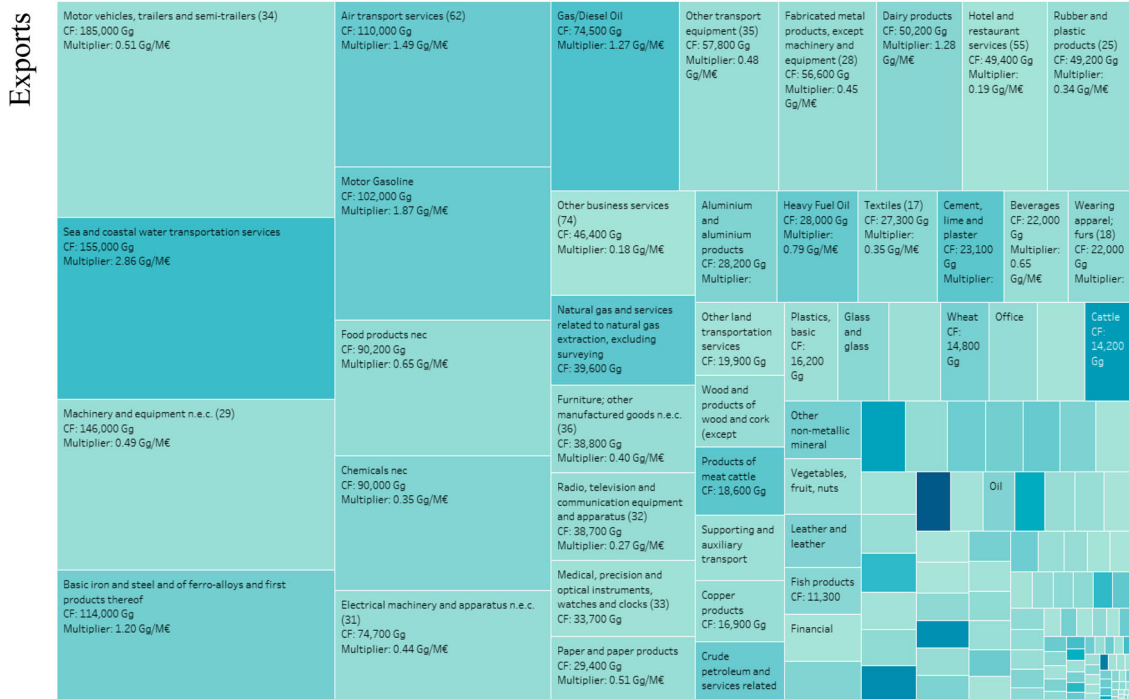 Exports
Motor vehicles, trailers and semi-trailers (34)
CF: 185,000 Gg
Multiplier: 0.51 Gg/M€
Sea and coastal water transportation services
CF: 155,000 Gg
Multiplier: 2.86 Gg/M€
Machinery and equipment n.e.c. (29)
CF: 146,000 Gg
Multiplier: 0.49 Gg/M€
Basic iron and steel and of ferro-alloys and first
products thereof
CF: 114,000 Gg
Multiplier: 1.20 Gg/M€
Air transport services (62)
CF: 110,000 Gg
Multiplier: 1.49 Gg/M€
Motor Gasoline
CF: 102,000 Gg
Multiplier: 1.87 Gg/M€
Food products nec
CF: 90,200 Gg
Multiplier: 0.65 Gg/M€
Chemicals nec
CF: 90,000 Gg
Multiplier: 0.35 Gg/M€
Electrical machinery and apparatus n.e.c.
(31)
CF: 74,700 Gg
Multiplier: 0.44 Gg/M€
Gas/Diesel Oil
CF: 74,500 Gg
Multiplier: 1.27 Gg/M€
Other transport
equipment (35)
CF: 57,800 Gg
Multiplier: 0.48
Gg/M€
Fabricated metal
products, except
machinery and
equipment (28)
CF: 56,600 Gg
Multiplier: 0.45
Gg/M€
Dairy products
CF: 50,200 Gg
Multiplier: 1.28
Gg/M€
Hotel and
restaurant
services (55)
CF: 49,400 Gg
Multiplier:
0.19 Gg/M€
Rubber and
plastic
products (25)
CF: 49,200 Gg
Multiplier:
0.34 Gg/M€
Other business services
(74)
CF: 46,400 Gg
Multiplier: 0.18 Gg/M€
Natural gas and services
related to natural gas
extraction, excluding
surveying
CF: 39,600 Gg
Furniture; other
manufactured goods n.e.c.
(36)
CF: 38,800 Gg
Multiplier: 0.40 Gg/M€
Radio, television and
communication equipment
and apparatus (32)
CF: 38,700 Gg
Multiplier: 0.27 Gg/M€
Medical, precision and
optical instruments,
watches and clocks (33)
CF: 33,700 Gg
Paper and paper products
CF: 29,400 Gg
Multiplier: 0.51 Gg/M€
Aluminium
and
aluminium
products
CF: 28,200 Gg
Multiplier:
Heavy Fuel Oil
CF: 28,000 Gg
Multiplier:
0.79 Gg/M€
Textiles (17)
CF: 27,300 Gg
Multiplier:
0.35 Gg/M€
Cement,
lime and
plaster
CF: 23,100
Gg
Multiplier:
Beverages
CF: 22,000
Gg
Multiplier:
0.65
Gg/M€
Wearing
apparel;
furs (18)
CF: 22,000
Gg
Multiplier:
Other land
transportation
services
CF: 19,900 Gg
Plastics,
basic
CF:
16,200
Gg
Glass
and
glass
Wheat
CF:
14,800
Gg
Office
Cattle
CF:
14,200
Gg
Wood and
products of
wood and cork
(except
Products of
meat cattle
CF: 18,600 Gg
Supporting and
auxiliary
transport
Copper
products
CF: 16,900 Gg
Crude
petroleum and
services related
Other
non-metallic
mineral
Vegetables,
fruit, nuts
Leather and
leather
Fish products
CF: 11,300
Financial
Oil